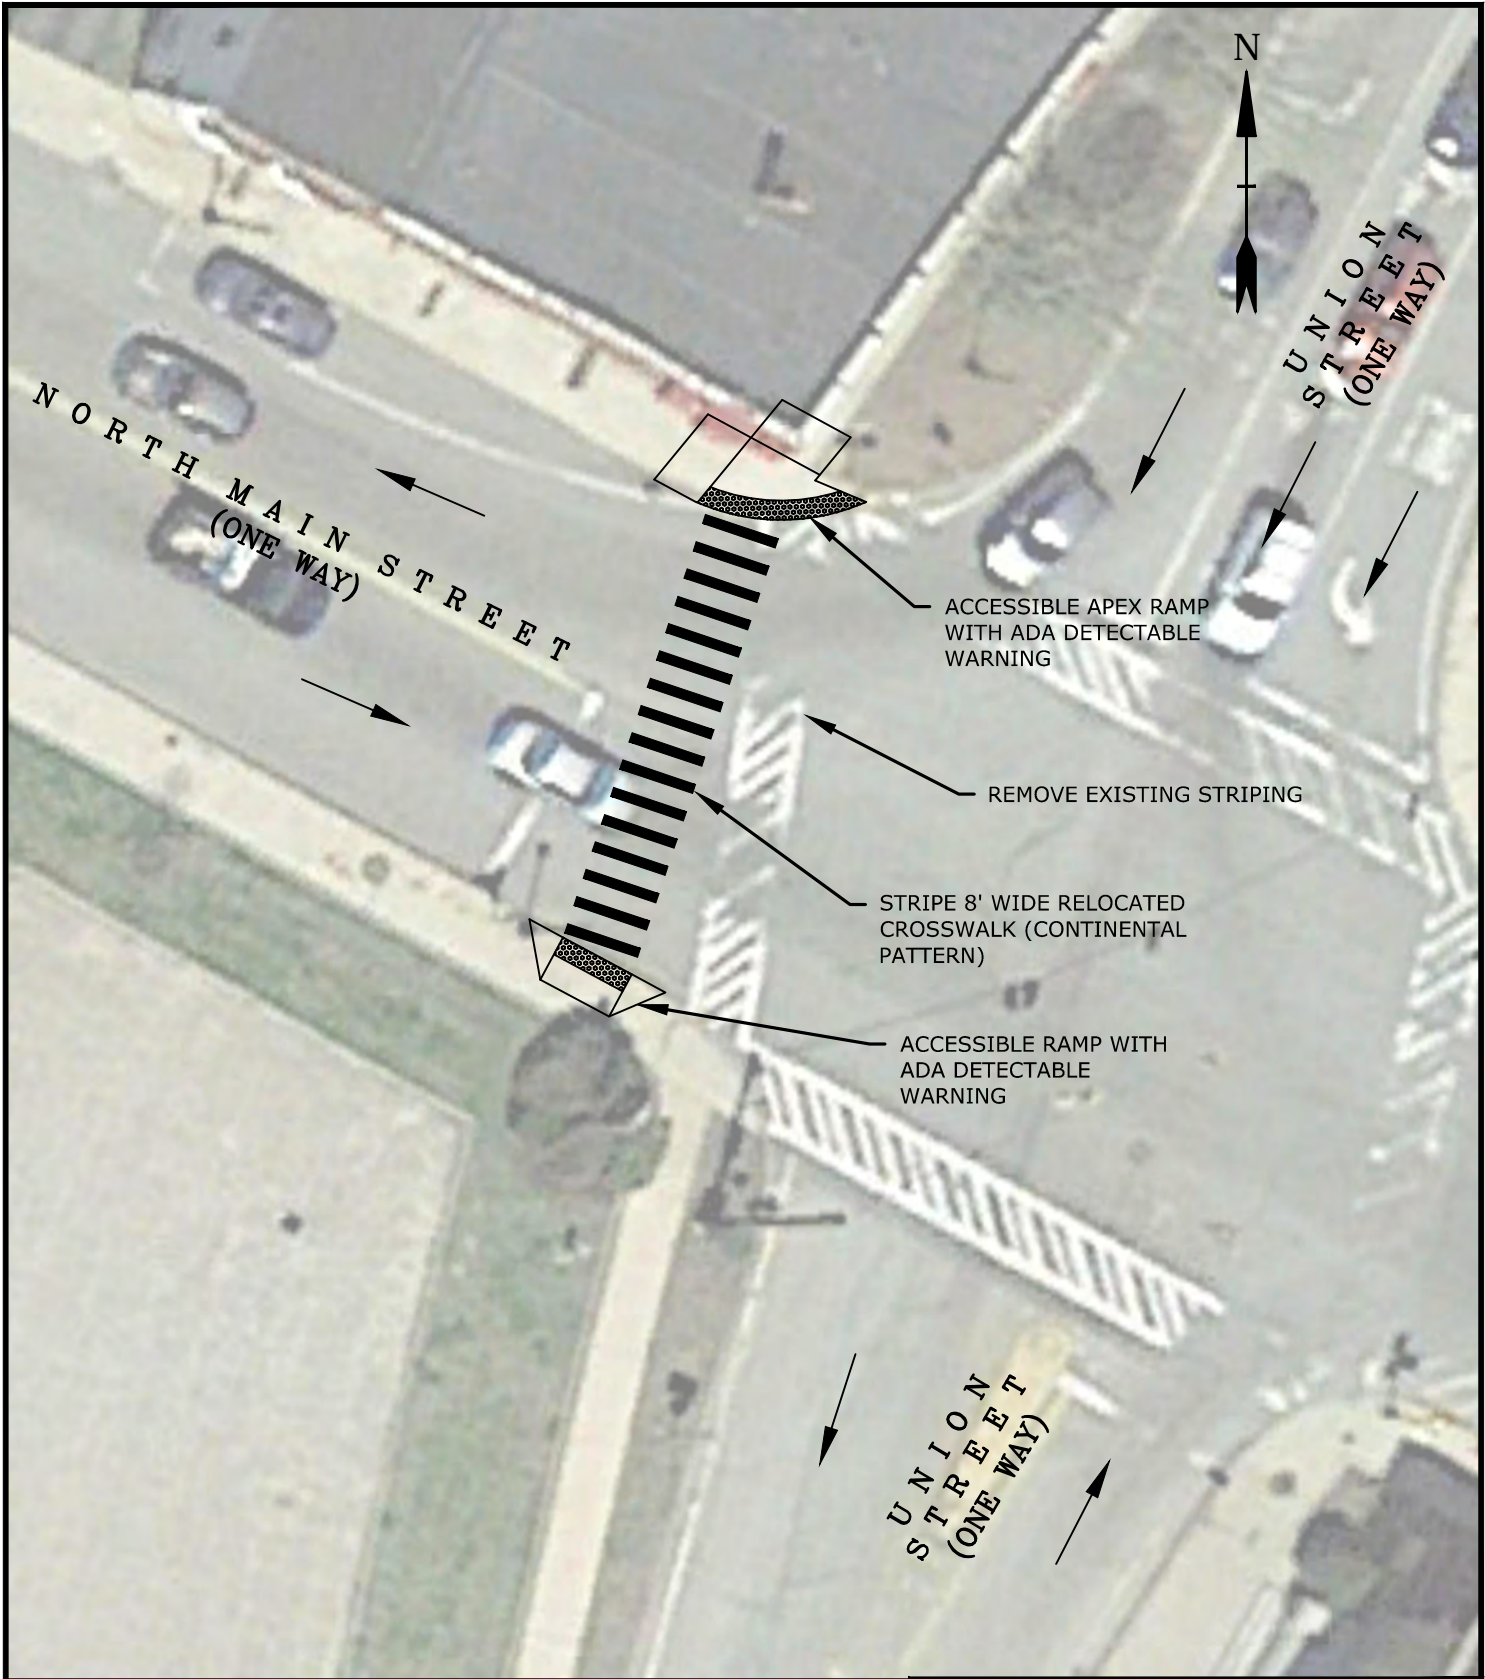 N
UNION
STREET
(ONE WAY)
NORTH MAIN STREET
(ONE WAY)
ACCESSIBLE APEX RAMP
WITH ADA DETECTABLE
WARNING
REMOVE EXISTING STRIPING
STRIPE 8' WIDE RELOCATED
CROSSWALK (CONTINENTAL
PATTERN)
ACCESSIBLE RAMP WITH
ADA DETECTABLE
WARNING
UNION
STREET
(ONE WAY)